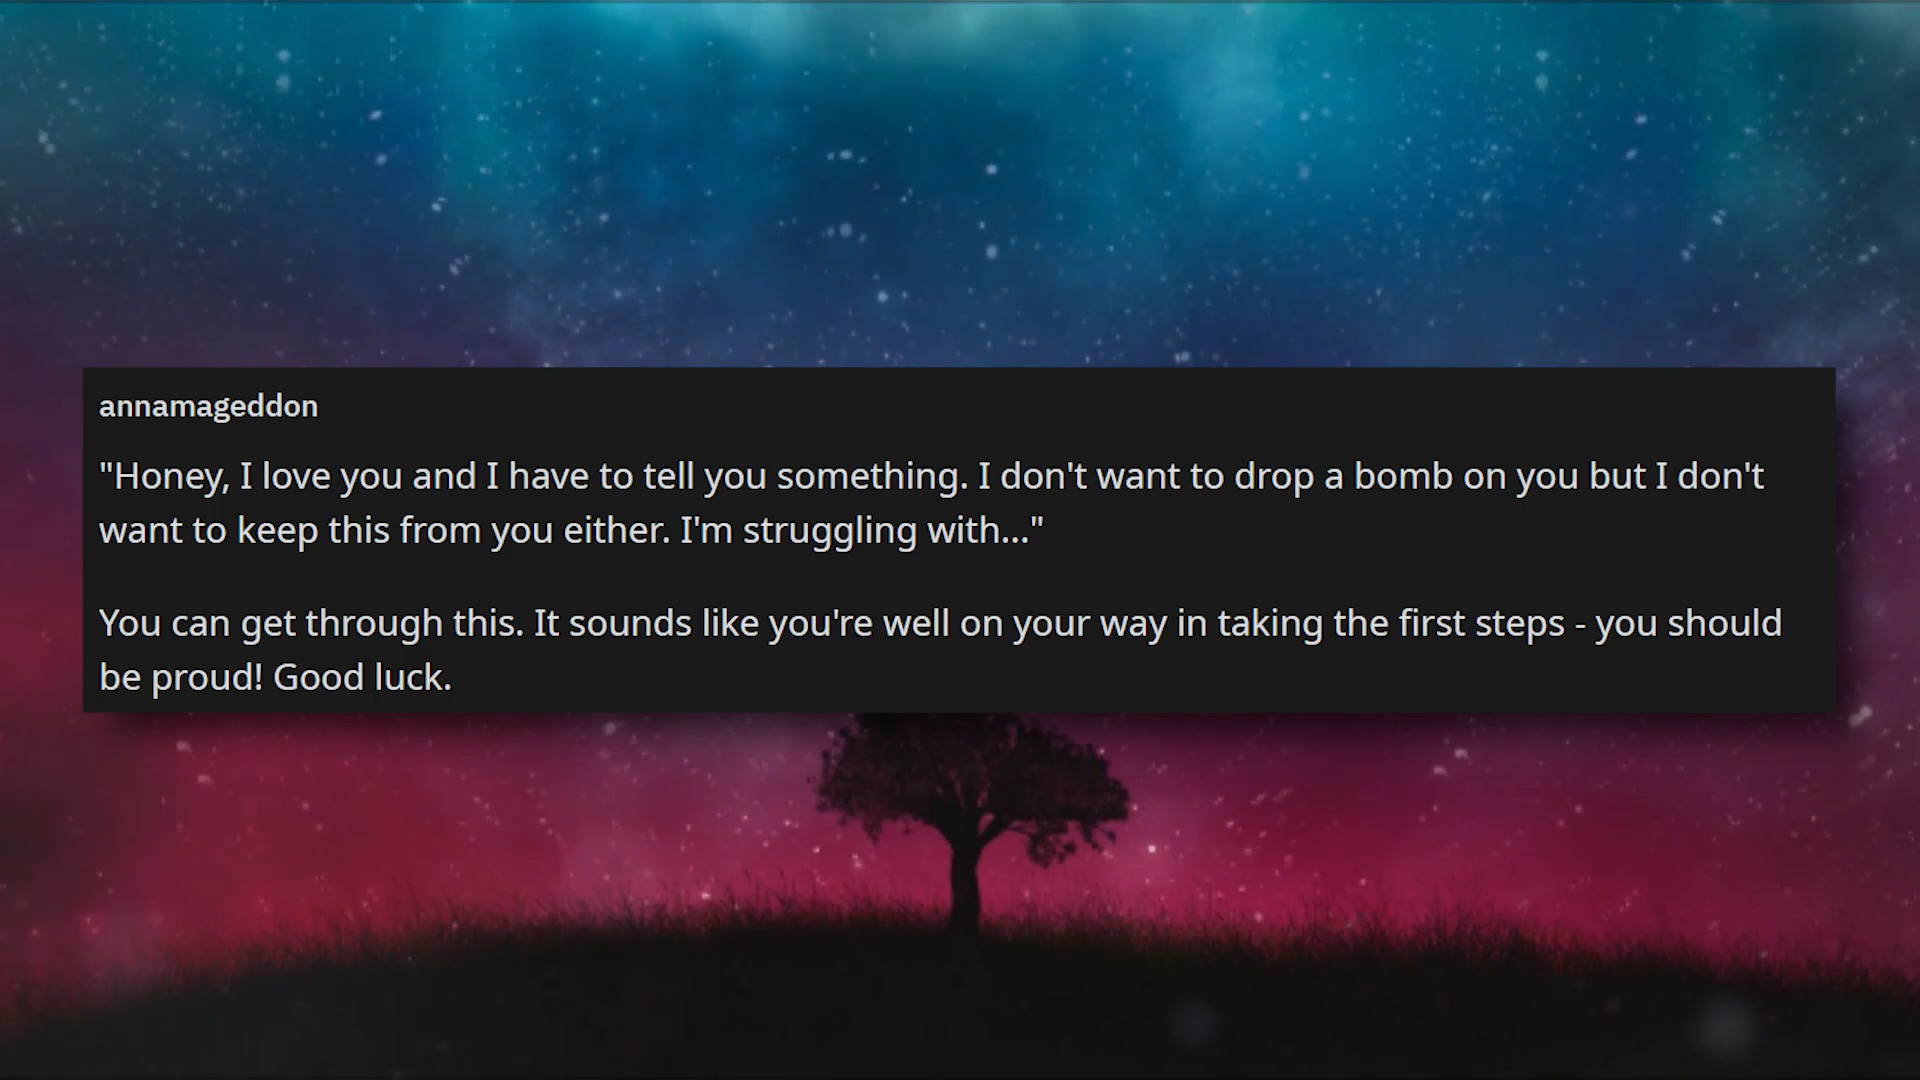 annamageddon
"Honey, I love you and I have to tell you something. I don't want to drop a bomb on you but I don't
want to keep this from you either. I'm struggling with..."
You can get through this. It sounds like you're well on your way in taking the first steps - you should
be proud! Good luck.